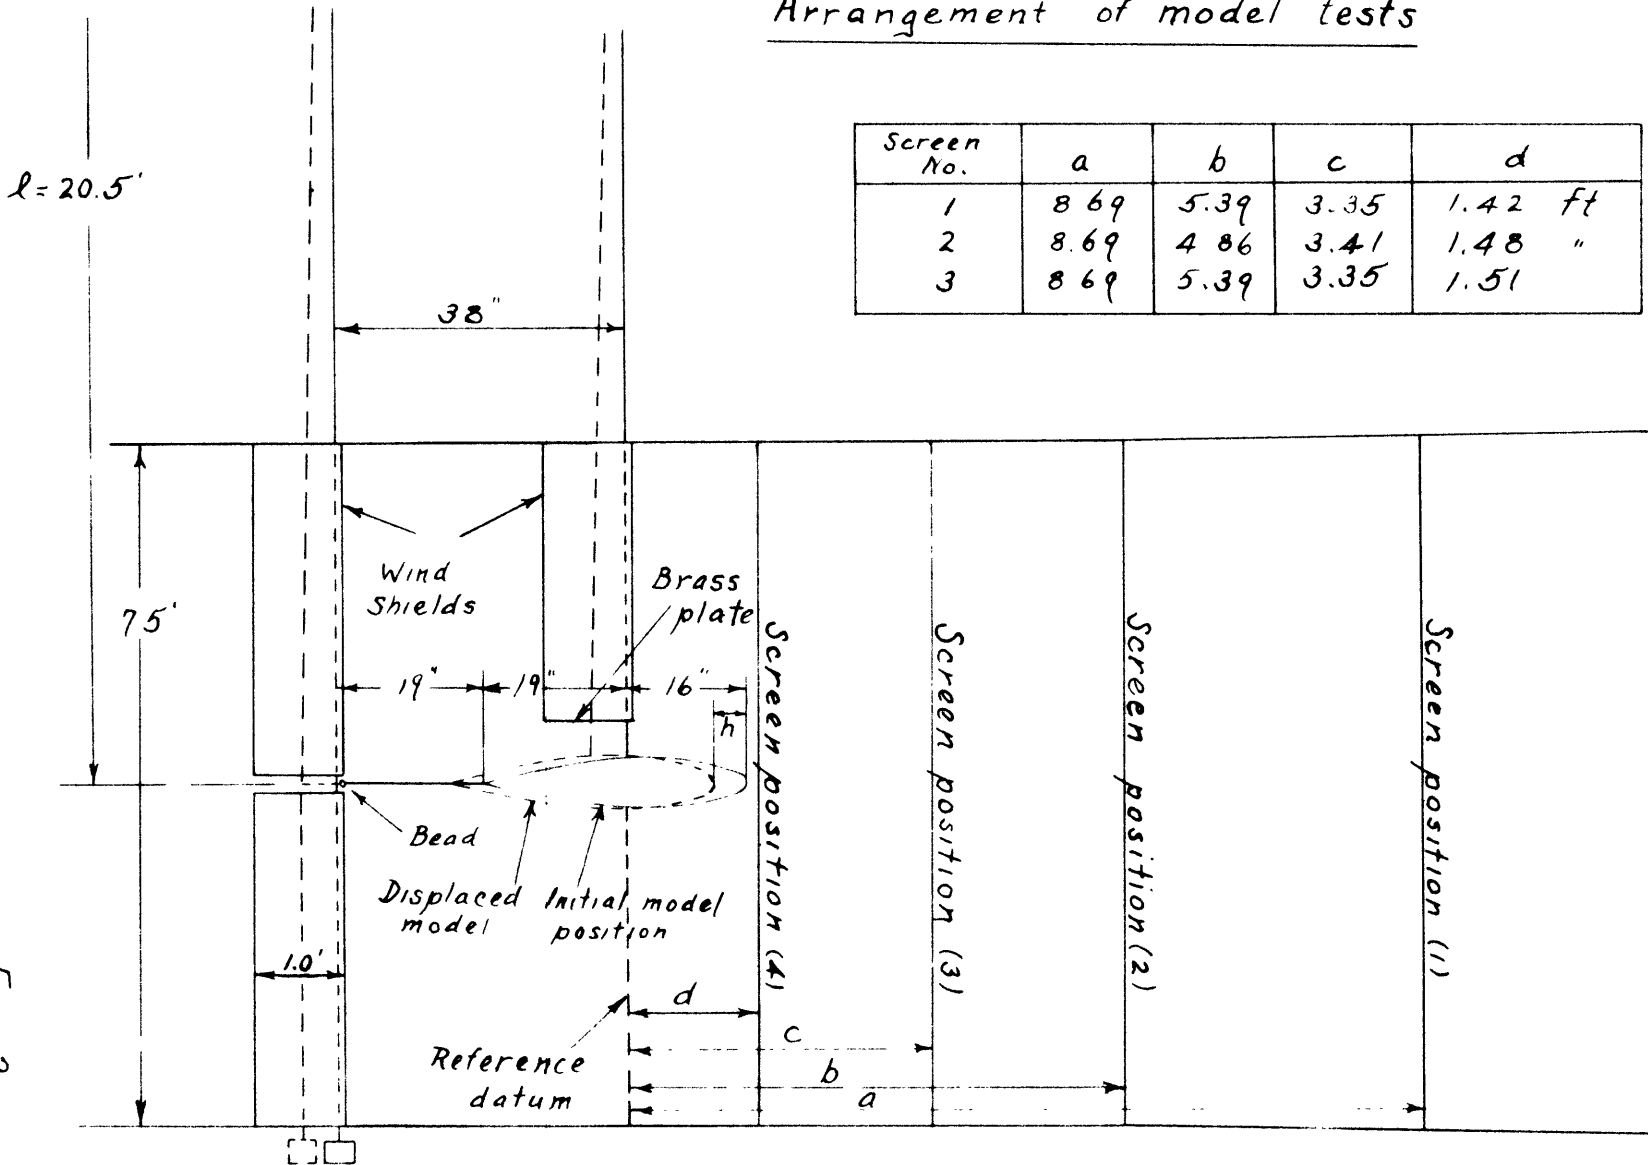 Arrangement of model tests
Screen No. a b c d
1 8 69 5.39 3.35 1.42 ft
2 8.69 4 86 3.41 1.48 "
3 8 69 5.39 3.35 1.51
l = 20.5'
38"
75'
Wind
Shields
Brass
plate
19" 19" 16"
h
Bead
Displaced
model
Initial model
position
1.0'
Reference
datum
d
c
b
a
Screen position (4)
Screen position (3)
Screen position (2)
Screen position (1)